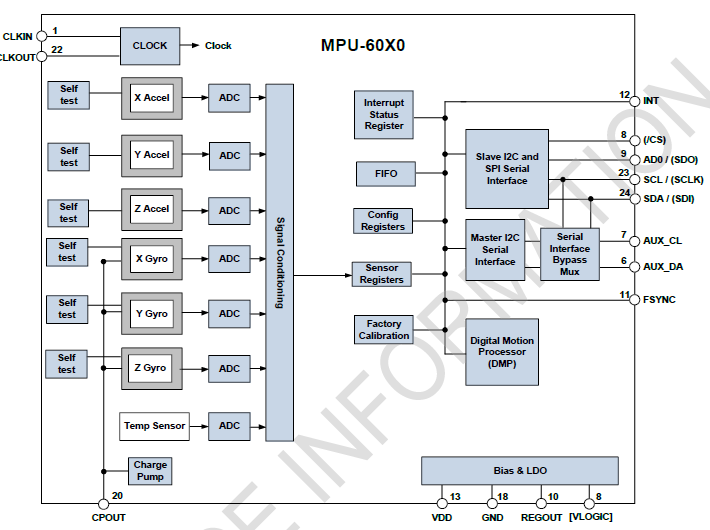 MPU-60X0
CLKIN
1
22
CLKOUT
CLOCK
Clock
Self
test
X Accel
ADC
Self
test
Y Accel
ADC
Self
test
Z Accel
ADC
Self
test
X Gyro
ADC
Self
test
Y Gyro
ADC
Self
test
Z Gyro
ADC
Temp Sensor
ADC
Charge
Pump
20
CPOUT
Signal Conditioning
Interrupt
Status
Register
FIFO
Config
Registers
Sensor
Registers
Factory
Calibration
Slave I2C and
SPI Serial
Interface
Master I2C
Serial
Interface
Serial
Interface
Bypass
Mux
Digital Motion
Processor
(DMP)
12 INT
8 (/CS)
9 AD0 / (SDO)
23 SCL / (SCLK)
24 SDA / (SDI)
7 AUX_CL
6 AUX_DA
11 FSYNC
Bias & LDO
13 18 10 8
VDD GND REGOUT [VLOGIC]
INFORMATION